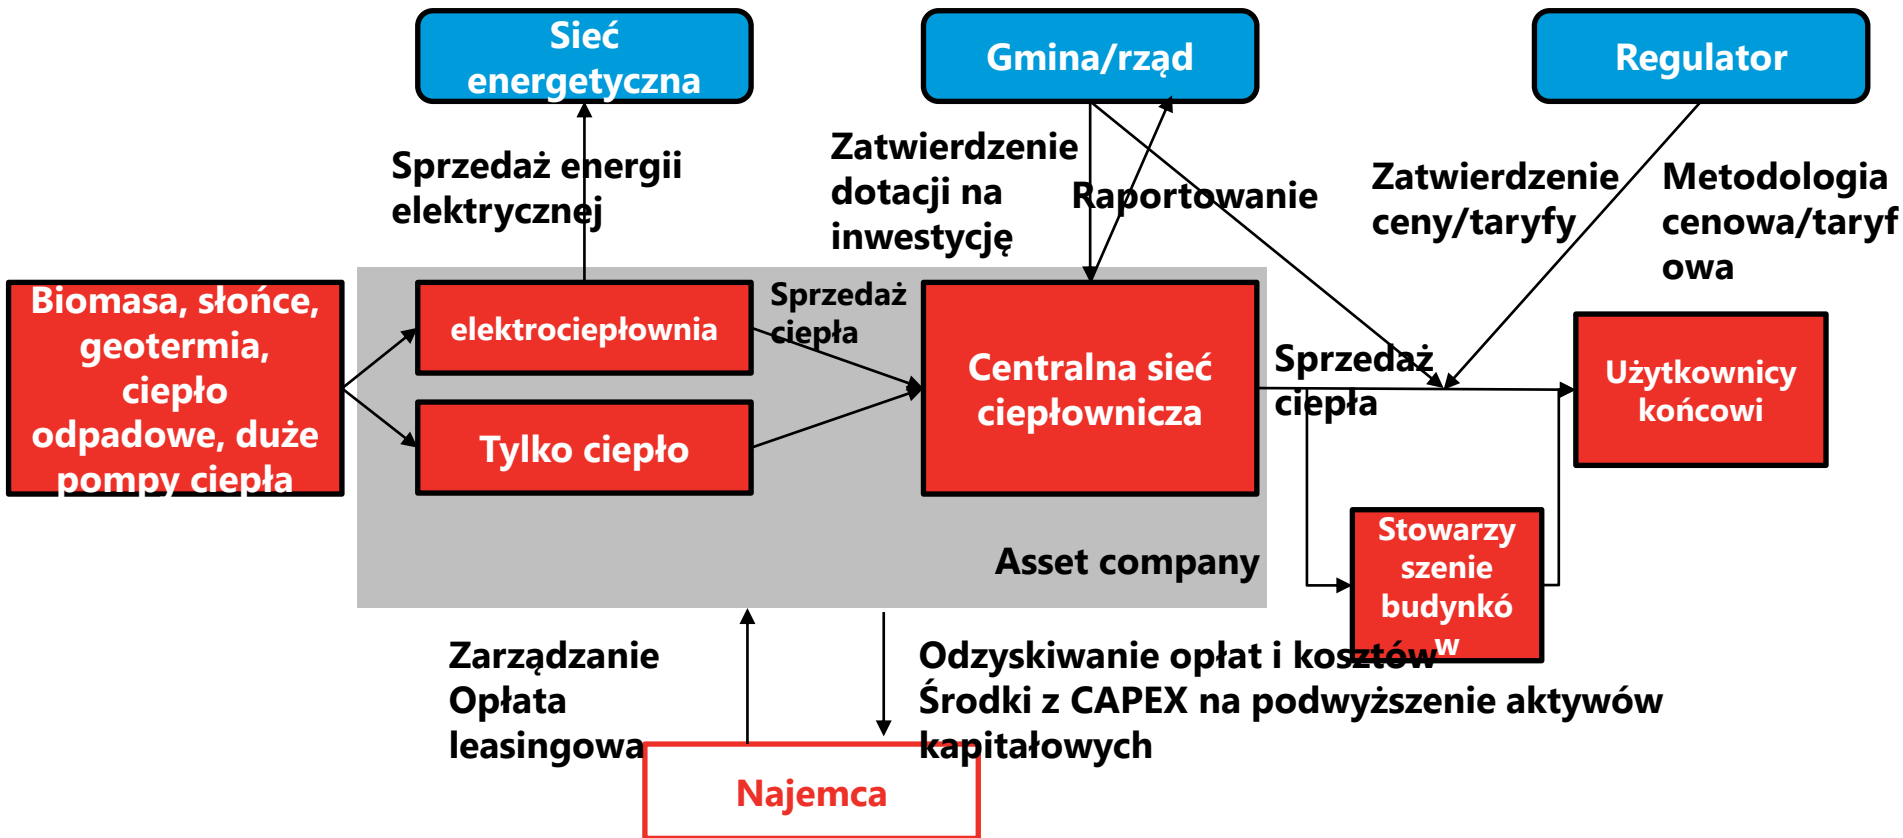 Sieć
energetyczna
Gmina/rząd
Regulator
Sprzedaż energii
elektrycznej
Zatwierdzenie
dotacji na
inwestycję
Raportowanie
Zatwierdzenie
ceny/taryfy
Metodologia
cenowa/taryf
owa
Biomasa, słońce,
geotermia,
ciepło
odpadowe, duże
pompy ciepła
elektrociepłownia
Sprzedaż
ciepła
Tylko ciepło
Centralna sieć
ciepłownicza
Sprzedaż
ciepła
Użytkownicy
końcowi
Stowarzy
szenie
budynkó
w
Asset company
Zarządzanie
Opłata
leasingowa
Odzyskiwanie opłat i kosztów
Środki z CAPEX na podwyższenie aktywów
kapitałowych
Najemca